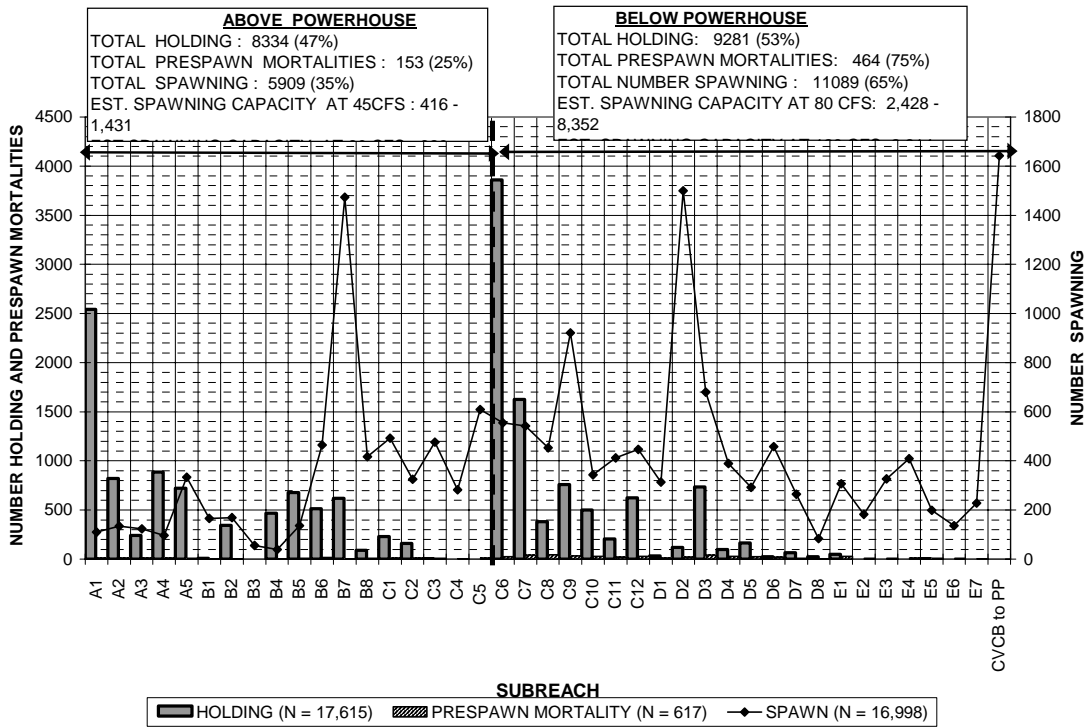 ABOVE POWERHOUSE
TOTAL HOLDING : 8334 (47%)
TOTAL PRESPAWN MORTALITIES : 153 (25%)
TOTAL SPAWNING : 5909 (35%)
EST. SPAWNING CAPACITY AT 45CFS : 416 -
1,431
BELOW POWERHOUSE
TOTAL HOLDING: 9281 (53%)
TOTAL PRESPAWN MORTALITIES: 464 (75%)
TOTAL NUMBER SPAWNING : 11089 (65%)
EST. SPAWNING CAPACITY AT 80 CFS: 2,428 -
8,352
NUMBER HOLDING AND PRESPAWN MORTALITIES
4500
4000
3500
3000
2500
2000
1500
1000
500
0
1800
1600
1400
1200
1000
800
600
400
200
0
NUMBER SPAWNING
A1
A2
A3
A4
A5
B1
B2
B3
B4
B5
B6
B7
B8
C1
C2
C3
C4
C5
C6
C7
C8
C9
C10
C11
C12
D1
D2
D3
D4
D5
D6
D7
D8
E1
E2
E3
E4
E5
E6
E7
CVCB to PP
SUBREACH
HOLDING (N = 17,615)
PRESPAWN MORTALITY (N = 617)
SPAWN (N = 16,998)